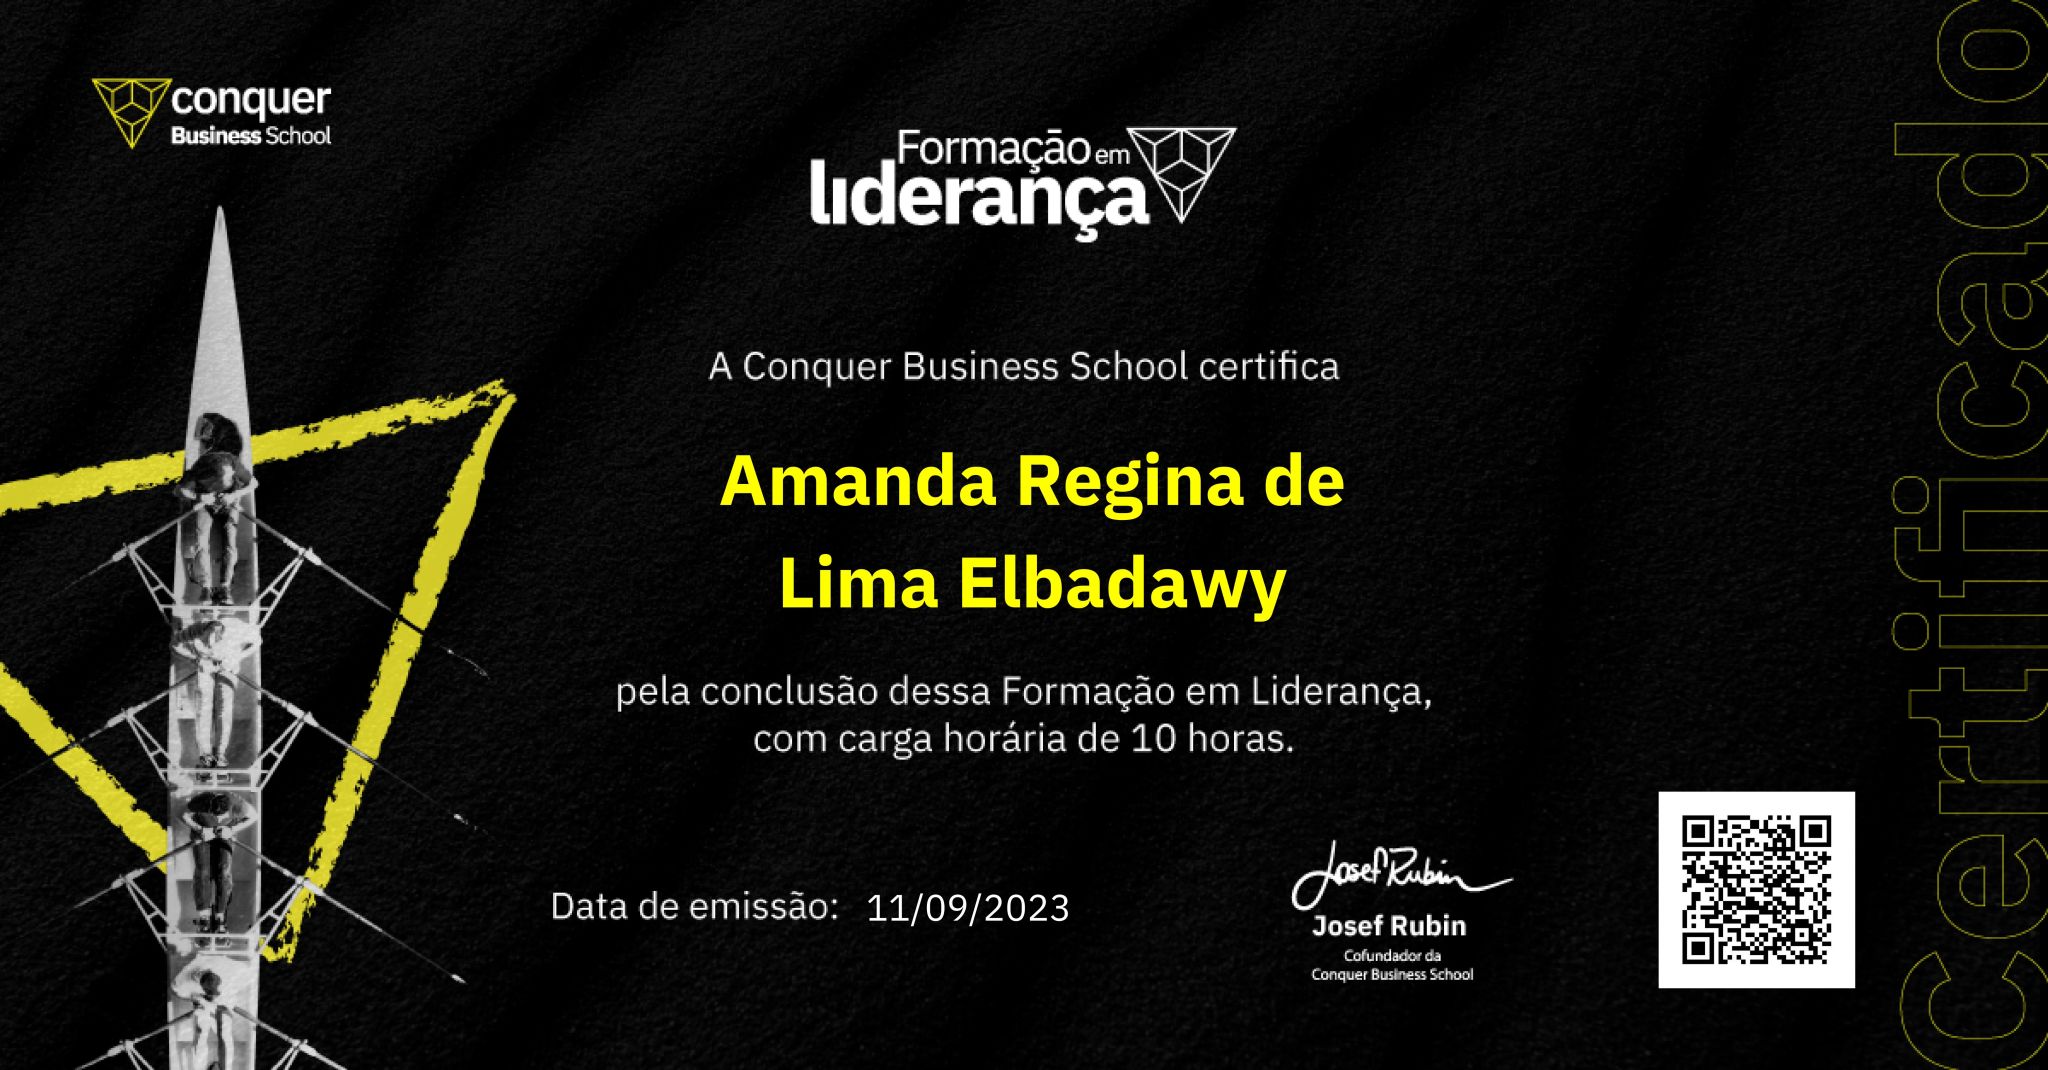 conquer
Business School
Formação em
liderança
A Conquer Business School certifica
Amanda Regina de
Lima Elbadawy
pela conclusão dessa Formação em Liderança,
com carga horária de 10 horas.
Data de emissão: 11/09/2023
Josef Rubin
Josef Rubin
Cofundador da
Conquer Business School
Certificado